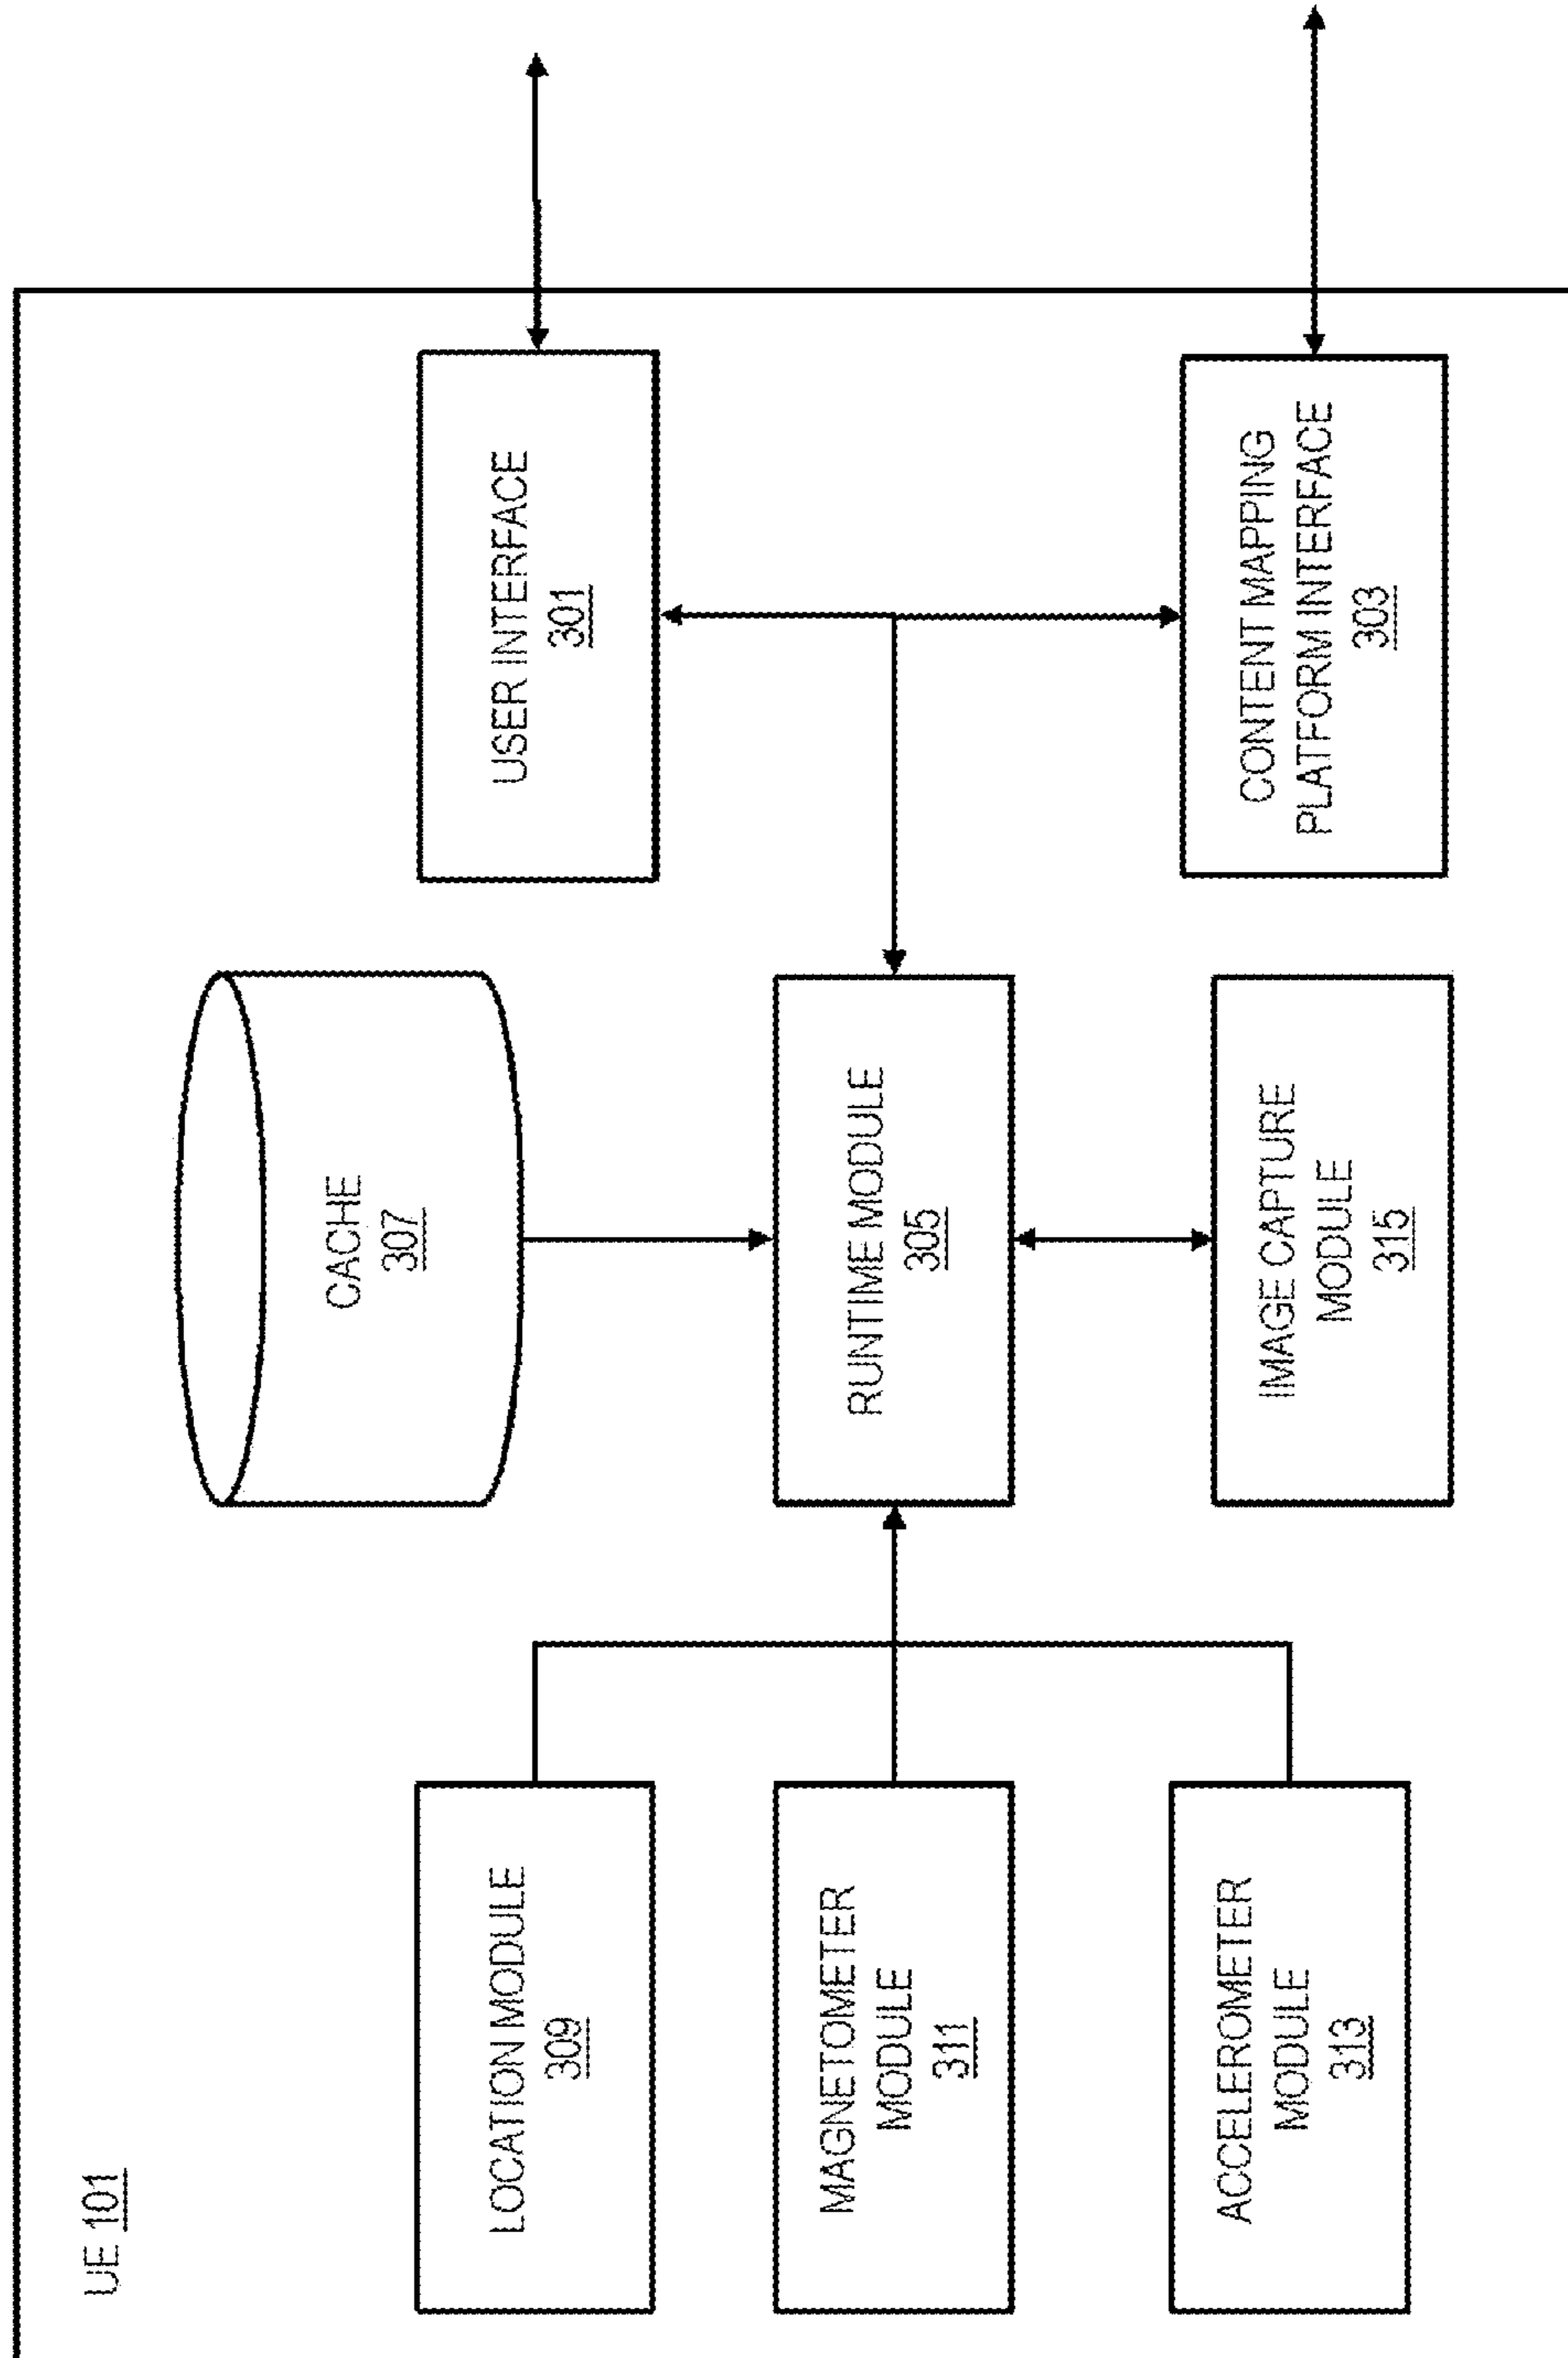 UE 101
LOCATION MODULE
309
MAGNETOMETER
MODULE
311
ACCELEROMETER
MODULE
313
CACHE
307
RUNTIME MODULE
305
IMAGE CAPTURE
MODULE
315
USER INTERFACE
301
CONTENT MAPPING
PLATFORM INTERFACE
303